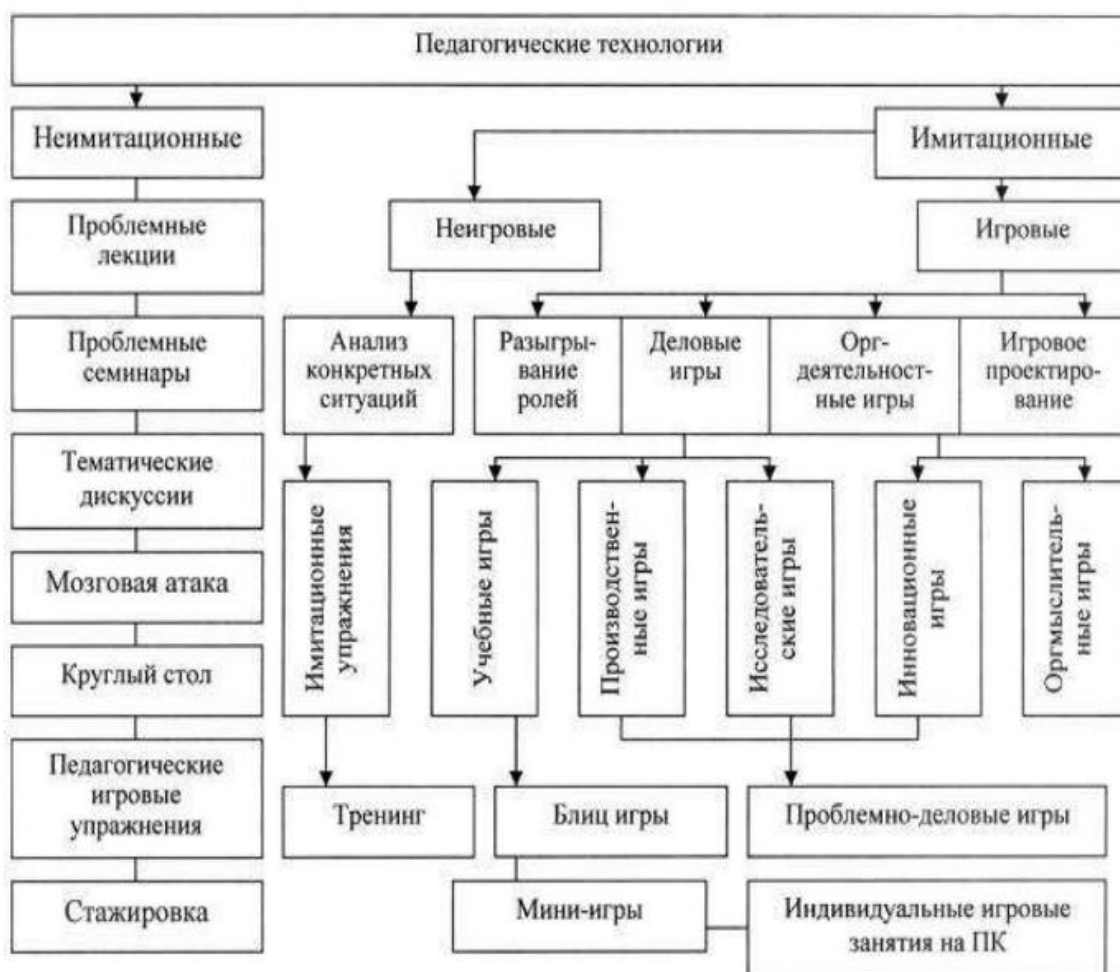 Педагогические технологии
Неимитационные
Имитационные
Проблемные
лекции
Неигровые
Игровые
Проблемные
семинары
Анализ
конкретных
ситуаций
Разыгры-
вание
ролей
Деловые
игры
Орг-
деятельност-
ные игры
Игровое
проектиро-
вание
Тематические
дискуссии
Мозговая атака
Круглый стол
Имитационные
упражнения
Учебные игры
Производствен-
ные игры
Исследователь-
ские игры
Инновационные
игры
Оргмыслитель-
ные игры
Педагогические
игровые
упражнения
Тренинг
Блиц игры
Проблемно-деловые игры
Стажировка
Мини-игры
Индивидуальные игровые
занятия на ПК